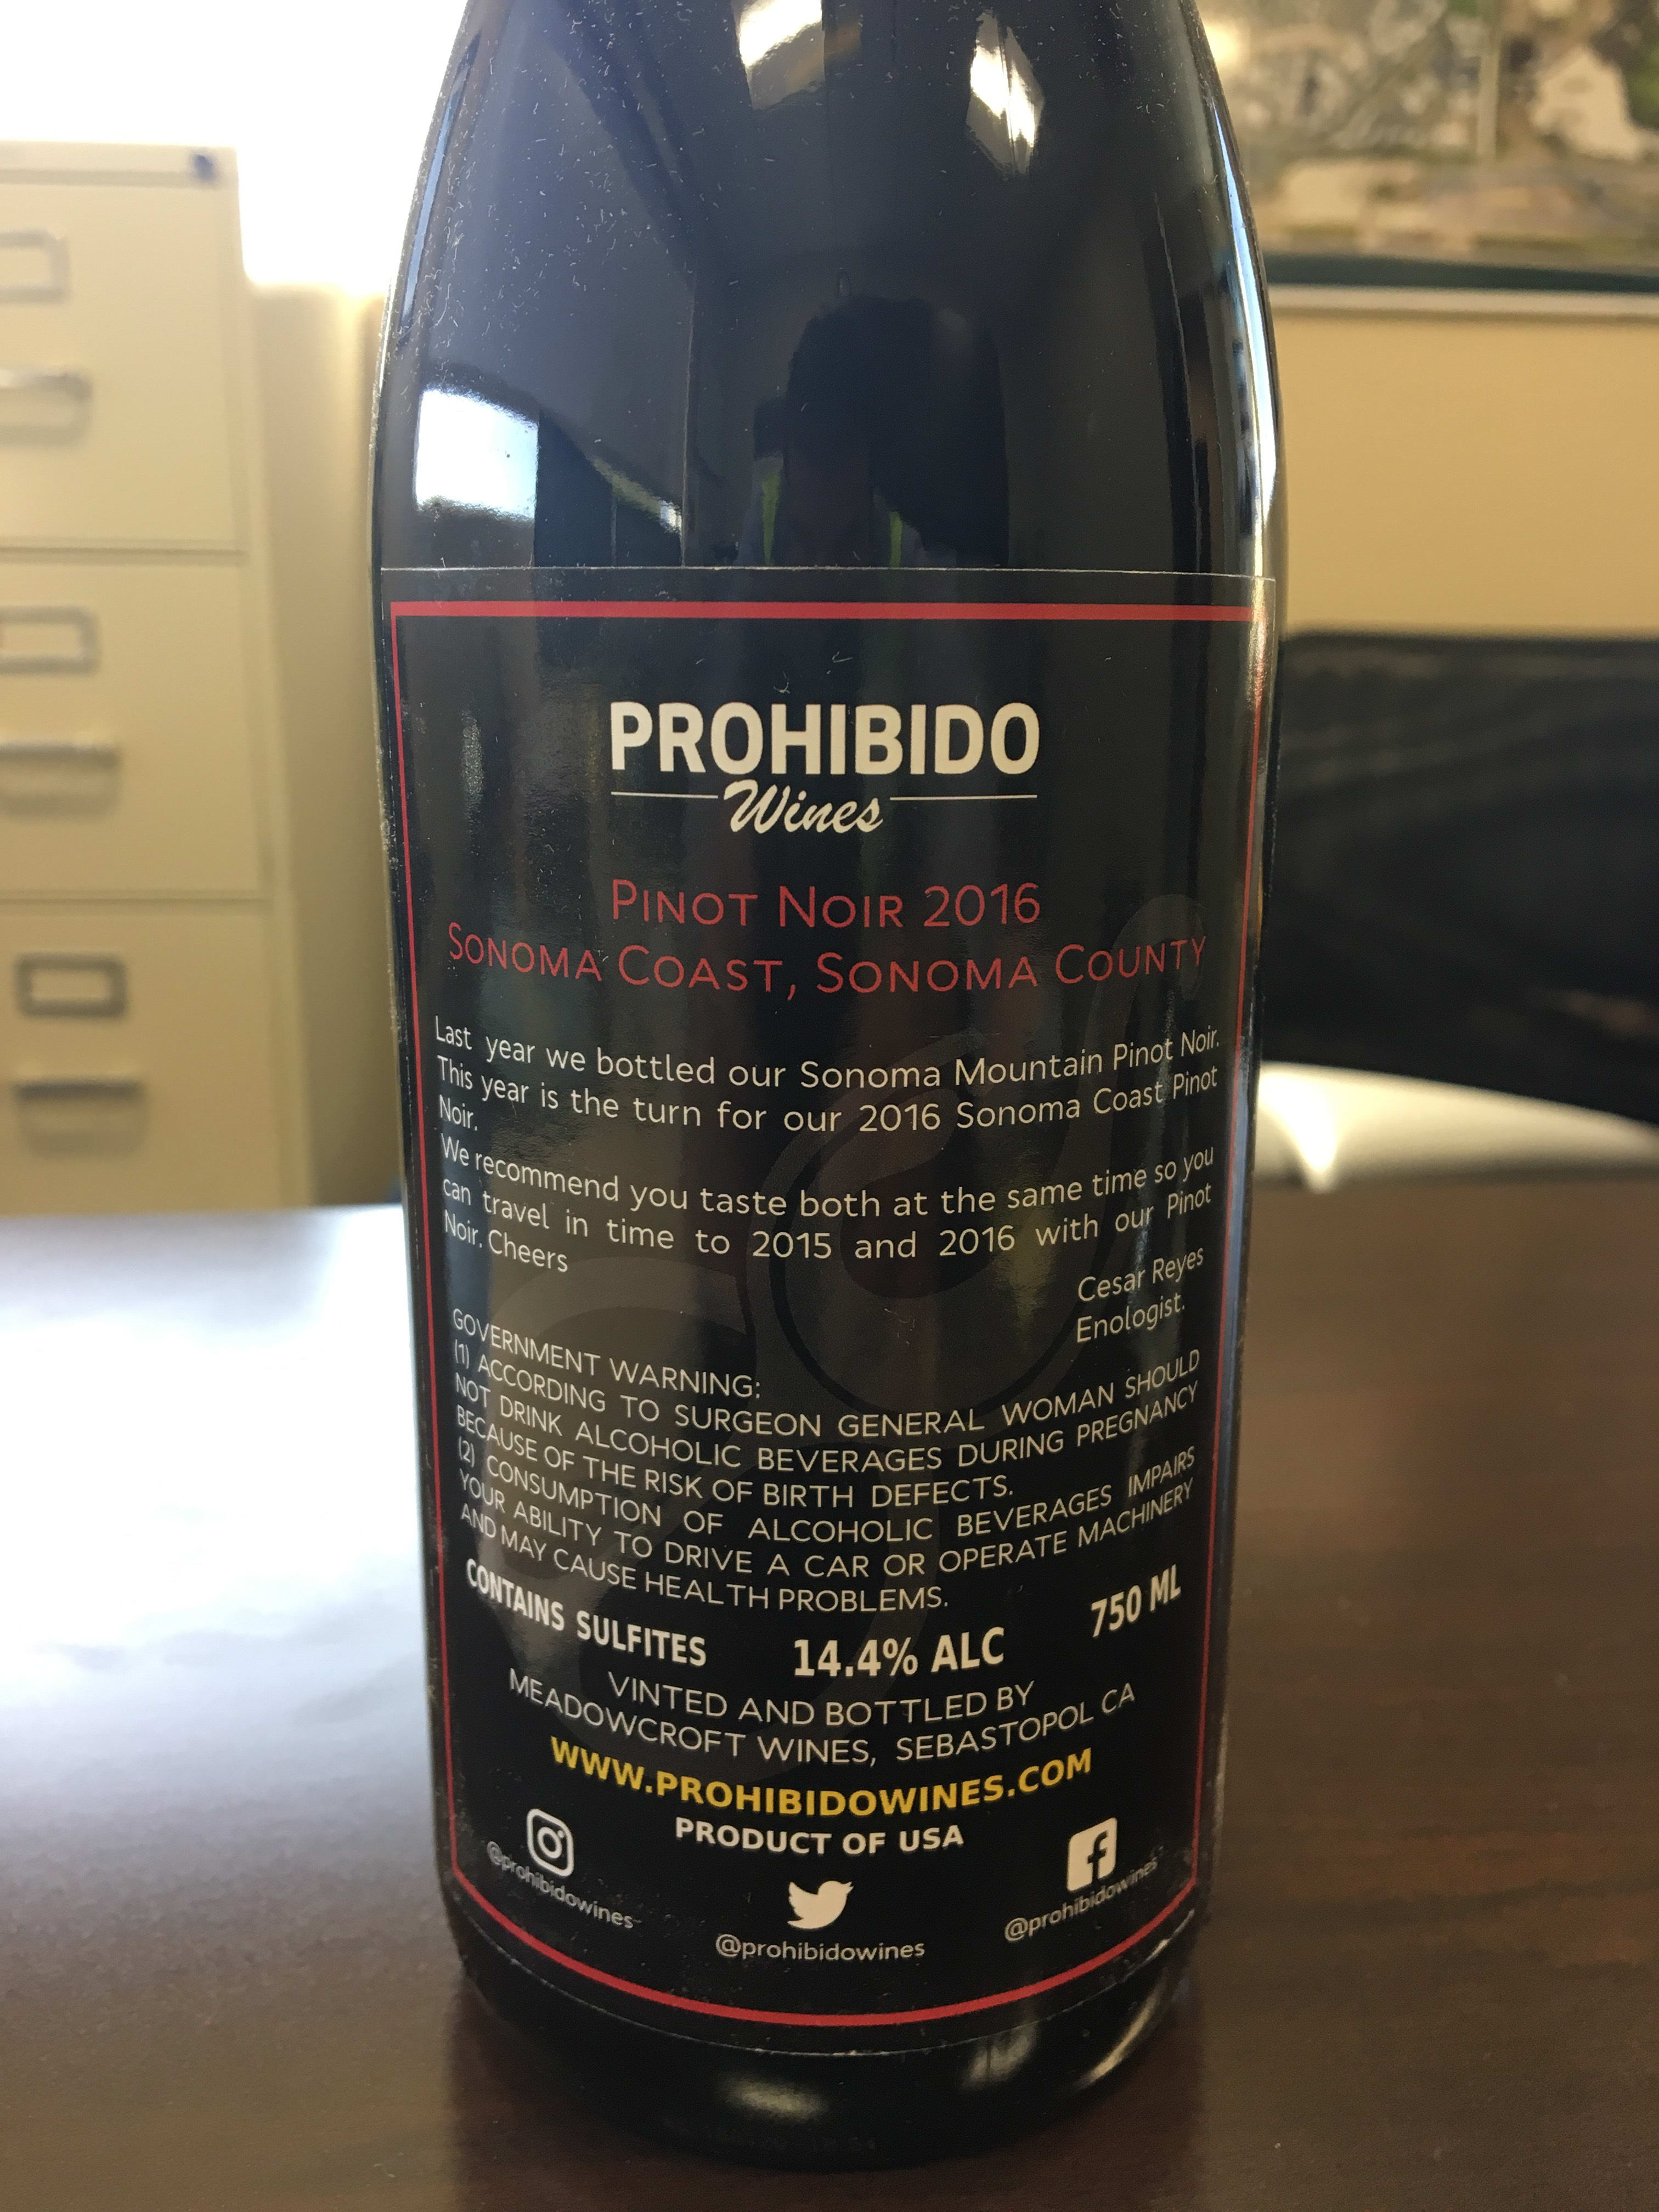 PROHIBIDO
Wines
PINOT NOIR 2016
SONOMA COAST, SONOMA COUNTY
Last year we bottled our Sonoma Mountain Pinot Noir.
This year is the turn for our 2016 Sonoma Coast Pinot
Noir.
We recommend you taste both at the same time so you
can travel in time to 2015 and 2016 with our Pinot
Noir. Cheers
Cesar Reyes
Enologist.
GOVERNMENT WARNING:
(1) ACCORDING TO SURGEON GENERAL WOMAN SHOULD
NOT DRINK ALCOHOLIC BEVERAGES DURING PREGNANCY
BECAUSE OF THE RISK OF BIRTH DEFECTS.
(2) CONSUMPTION OF ALCOHOLIC BEVERAGES IMPAIRS
YOUR ABILITY TO DRIVE A CAR OR OPERATE MACHINERY
AND MAY CAUSE HEALTH PROBLEMS.
CONTAINS SULFITES 14.4% ALC 750 ML
VINTED AND BOTTLED BY
MEADOWCROFT WINES, SEBASTOPOL CA
WWW.PROHIBIDOWINES.COM
PRODUCT OF USA
@prohibidowines
@prohibidowines
@prohibidowines